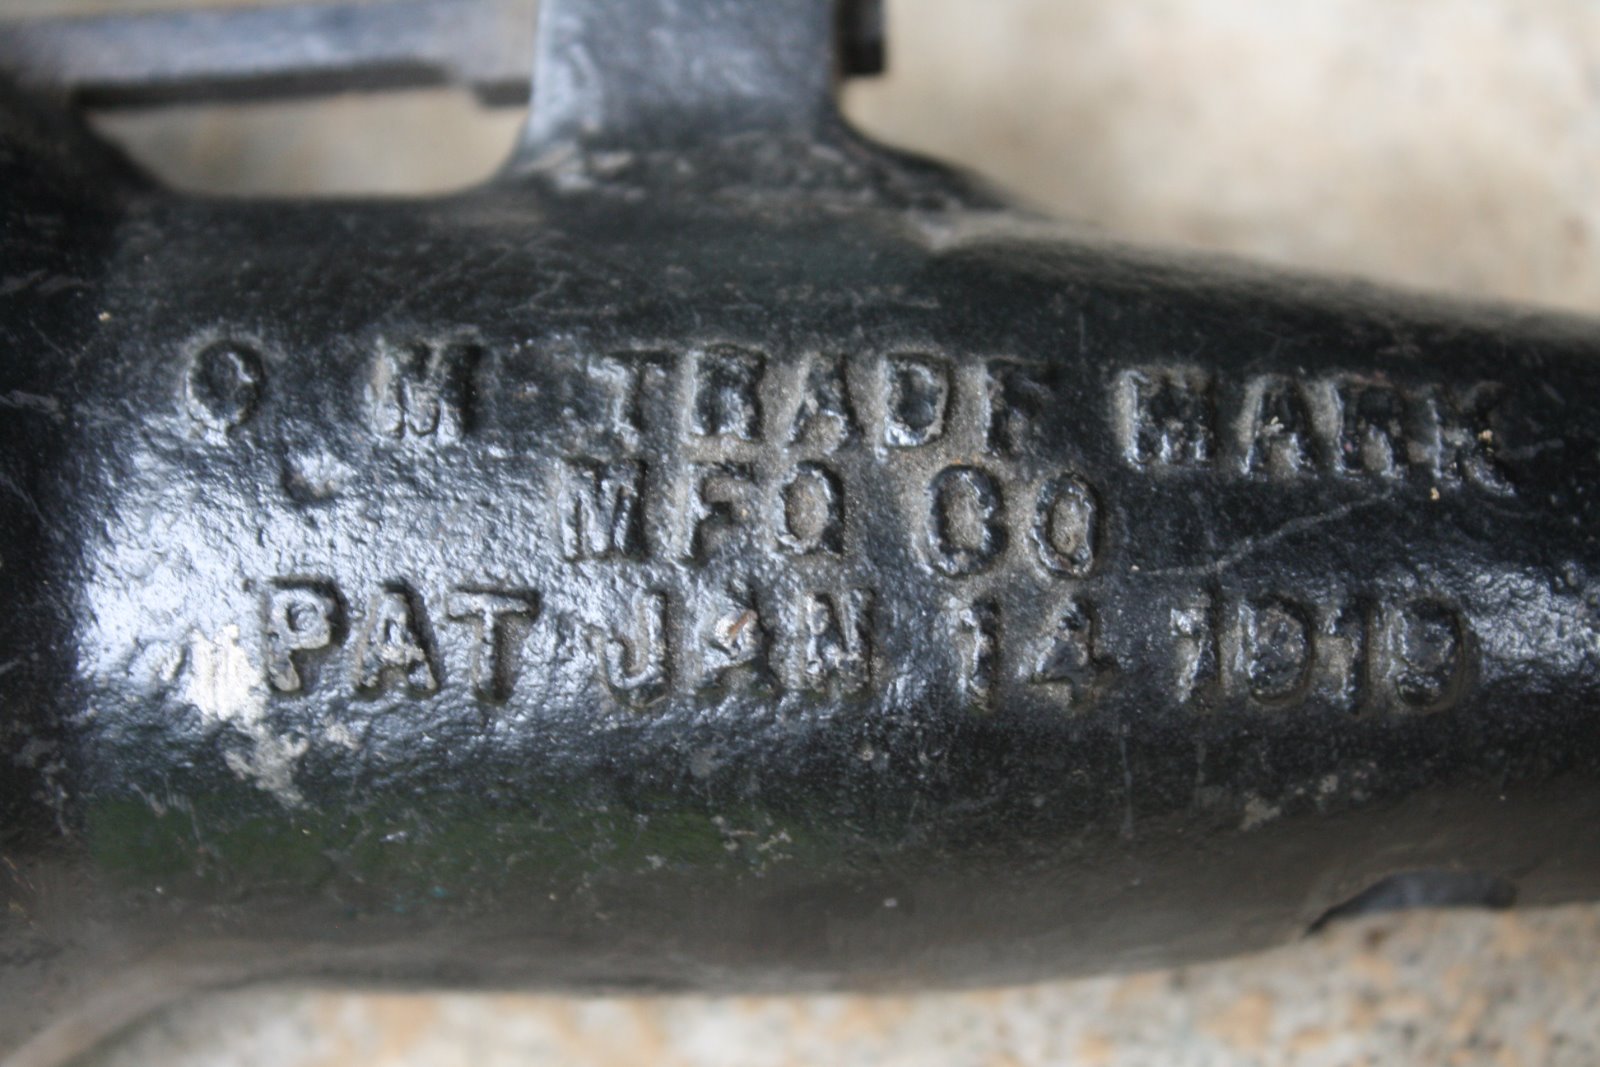 O M TRADE MARK
MFG CO
PAT JAN 14 1919